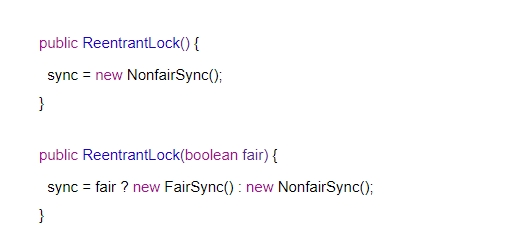 public ReentrantLock() {
sync = new NonfairSync();
}
public ReentrantLock(boolean fair) {
sync = fair ? new FairSync() : new NonfairSync();
}